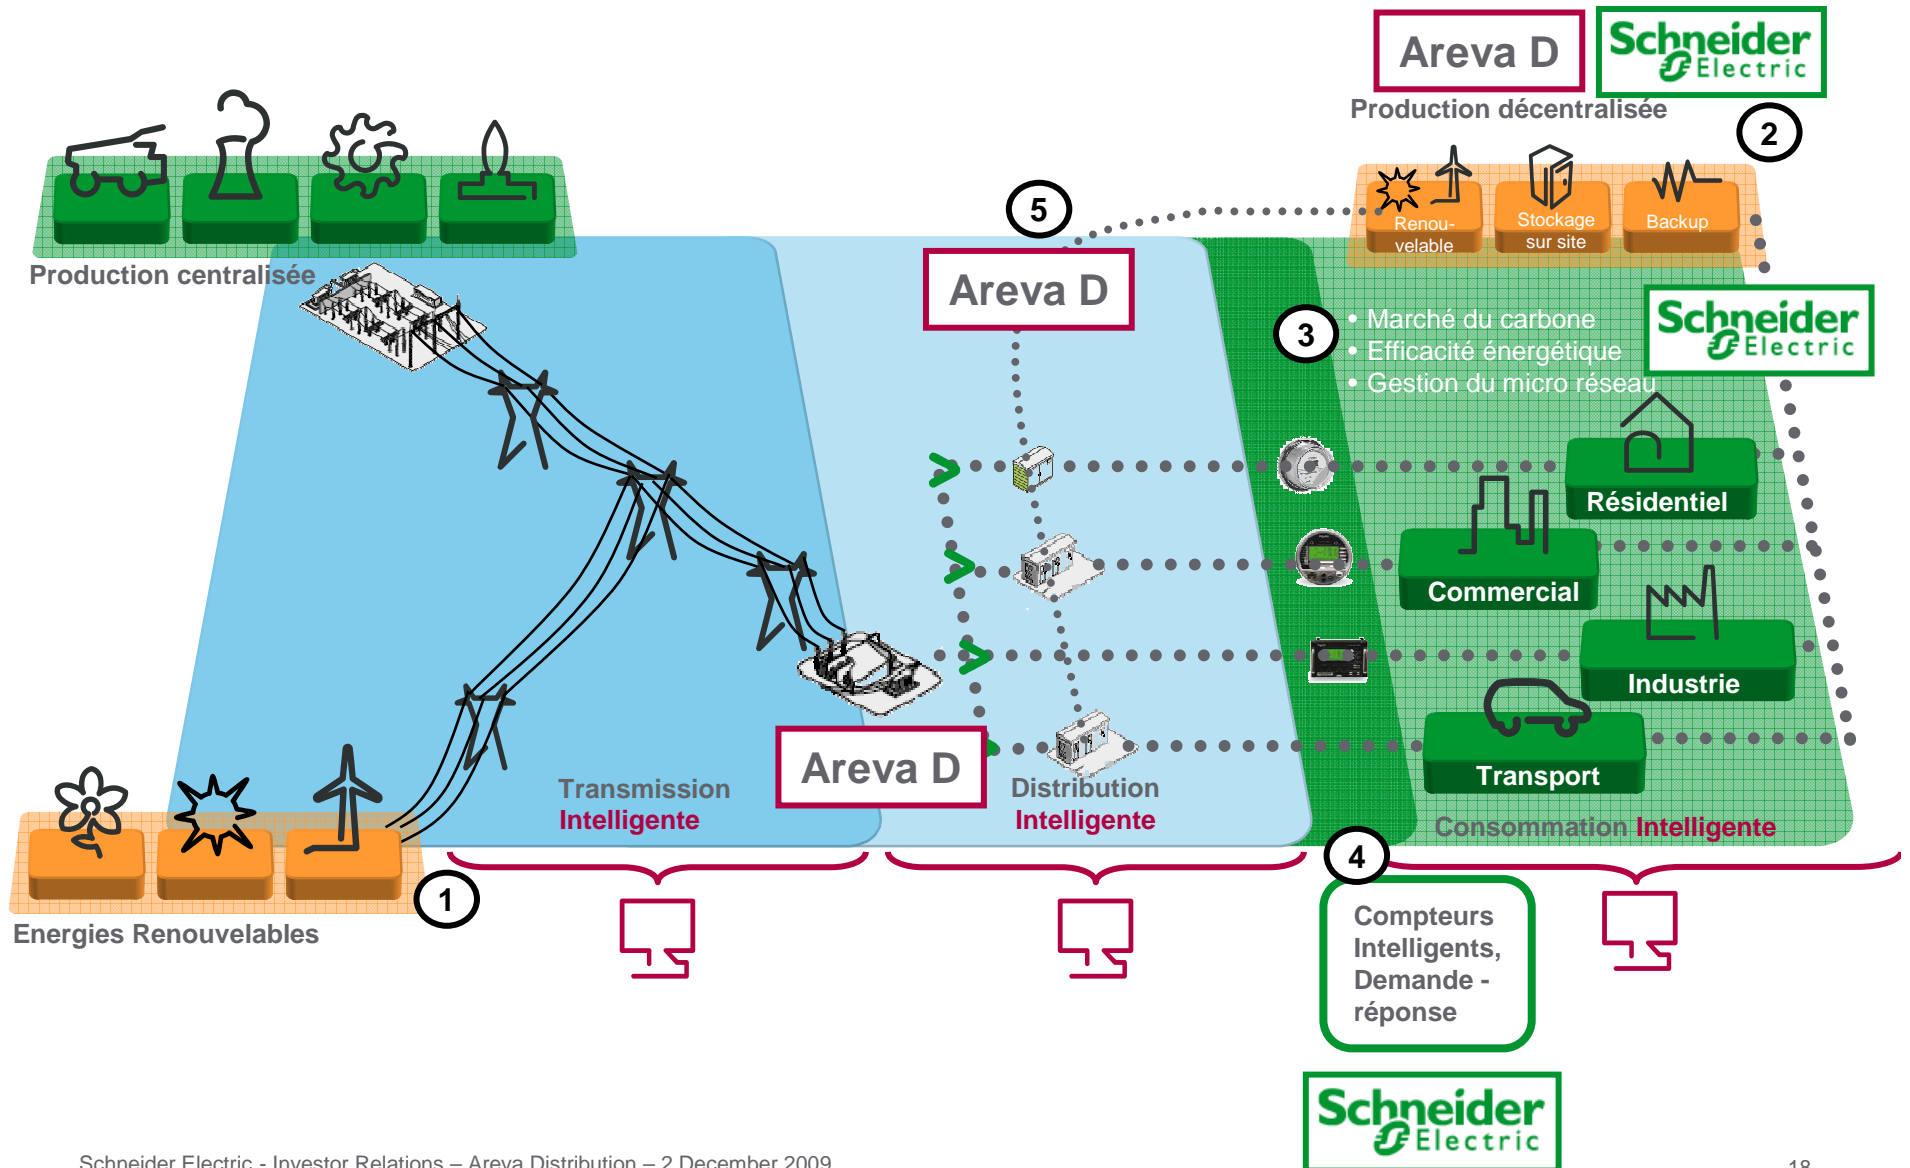 Areva D
Schneider
Electric
Production décentralisée
2
Renou-
velable
Stockage
sur site
Backup
Production centralisée
5
Areva D
3
• Marché du carbone
• Efficacité énergétique
• Gestion du micro réseau
Schneider
Electric
Résidentiel
Commercial
Industrie
Transport
Areva D
Transmission
Intelligente
Distribution
Intelligente
Consommation Intelligente
1
Energies Renouvelables
4
Compteurs
Intelligents,
Demande -
réponse
Schneider
Electric
Schneider Electric - Investor Relations – Areva Distribution – 2 December 2009
18